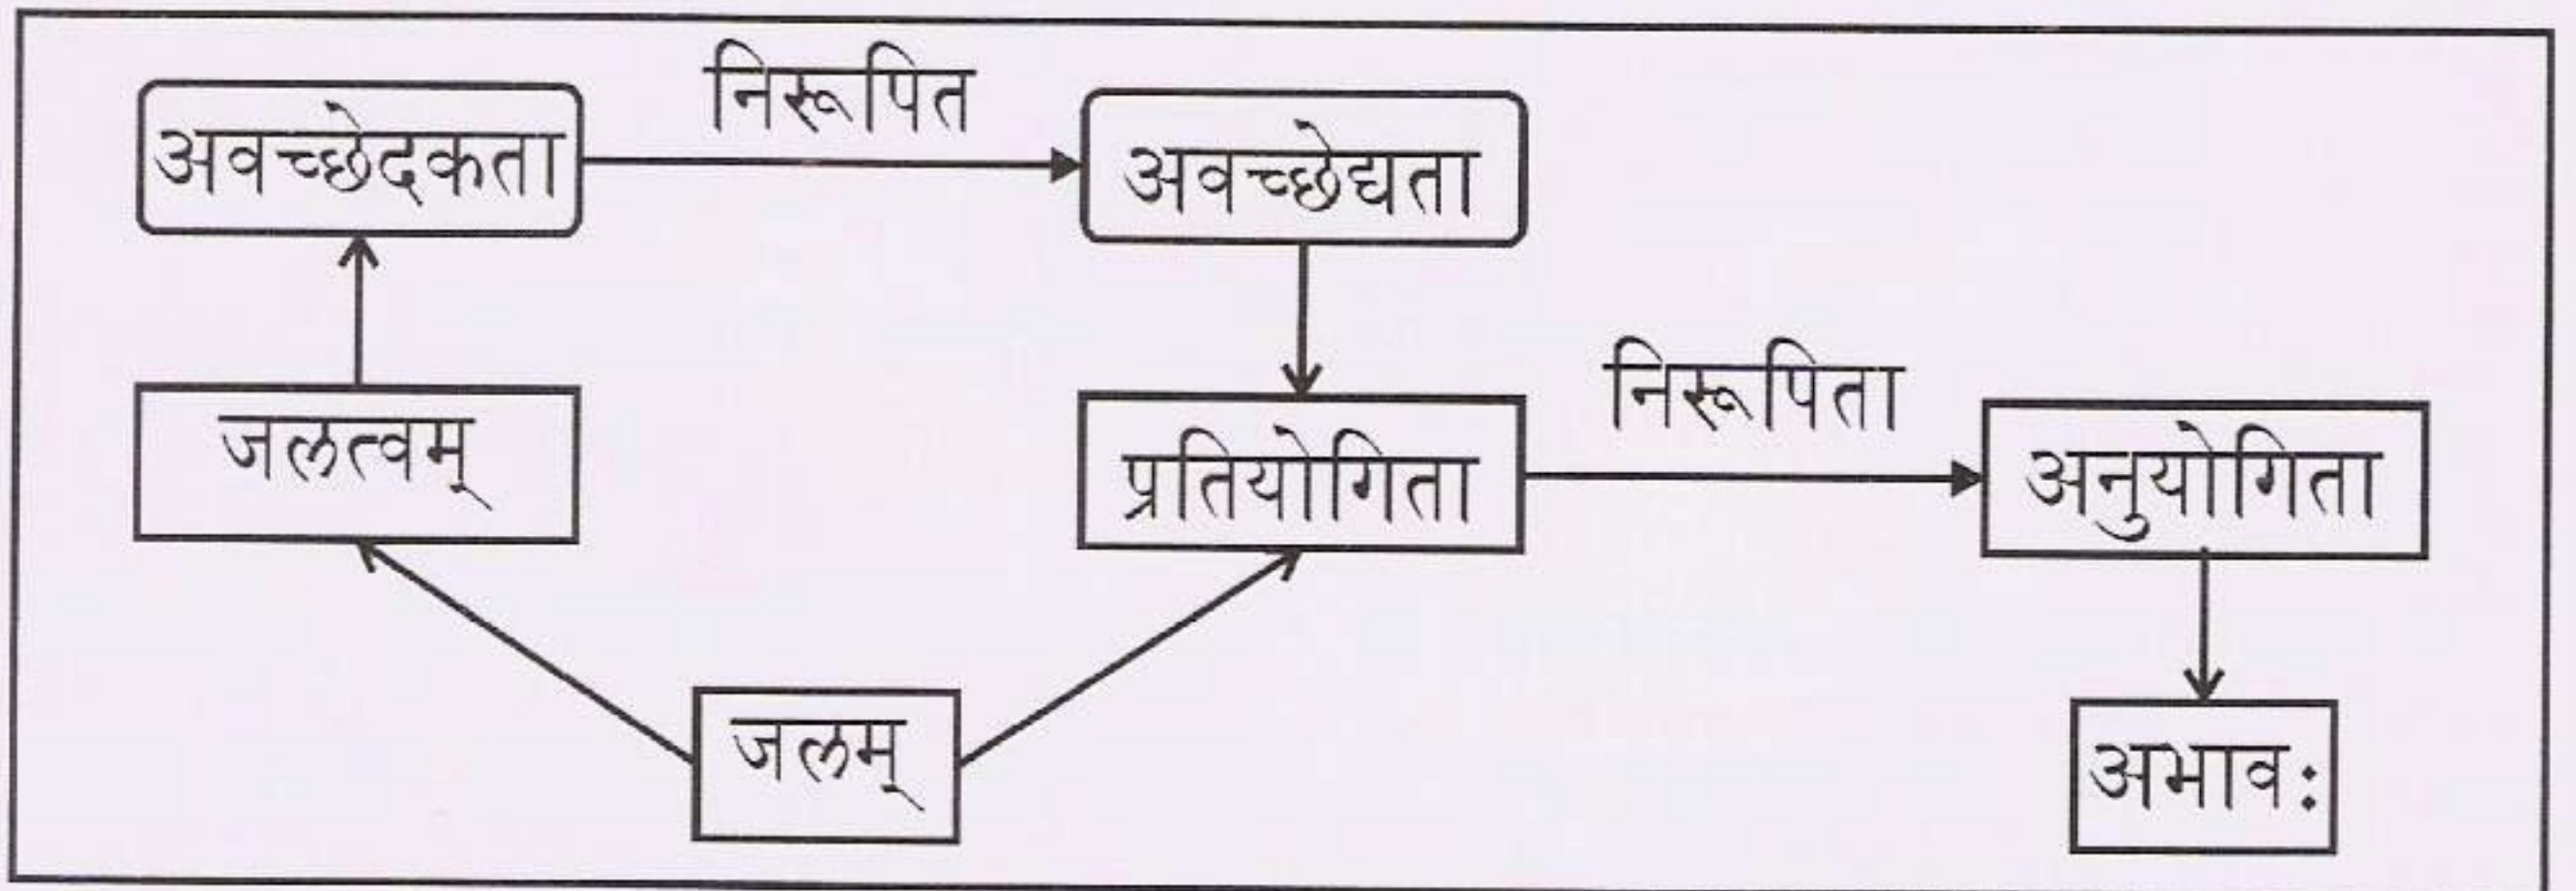 निरूपित
अवच्छेदकता
अवच्छेद्यता
निरूपिता
जलत्वम्
प्रतियोगिता
अनुयोगिता
जलम्
अभावः